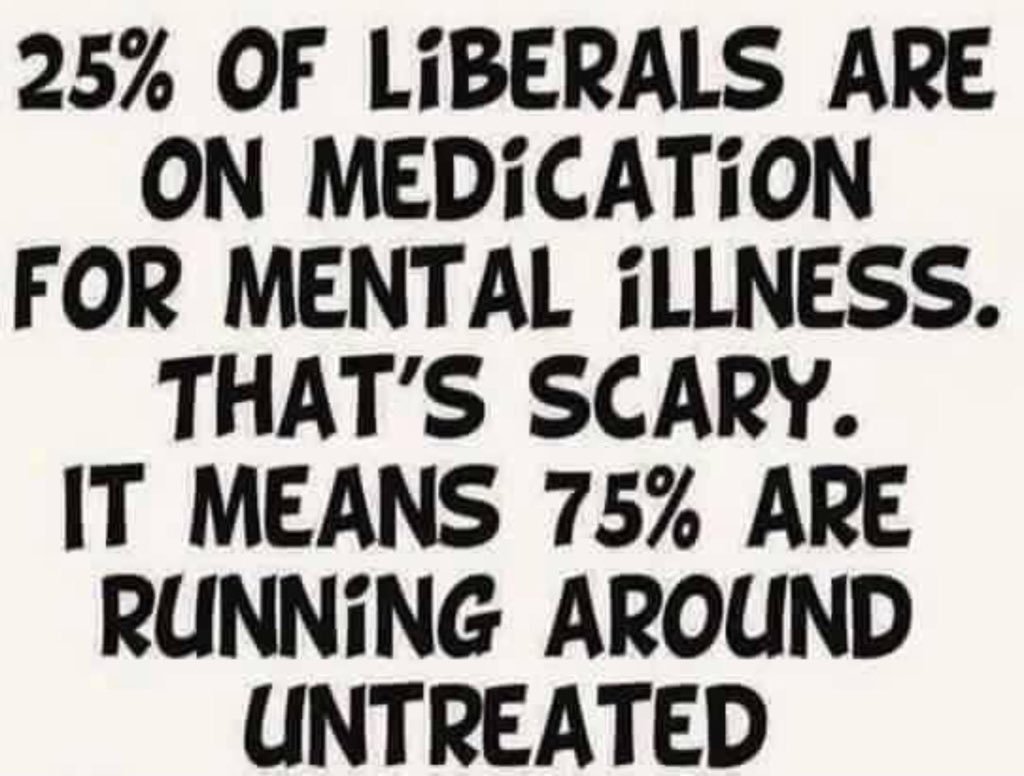 25% OF LiBERALS ARE
ON MEDiCATiON
FOR MENTAL iLLNESS.
THAT'S SCARY.
IT MEANS 75% ARE
RUNNiNG AROUND
UNTREATED